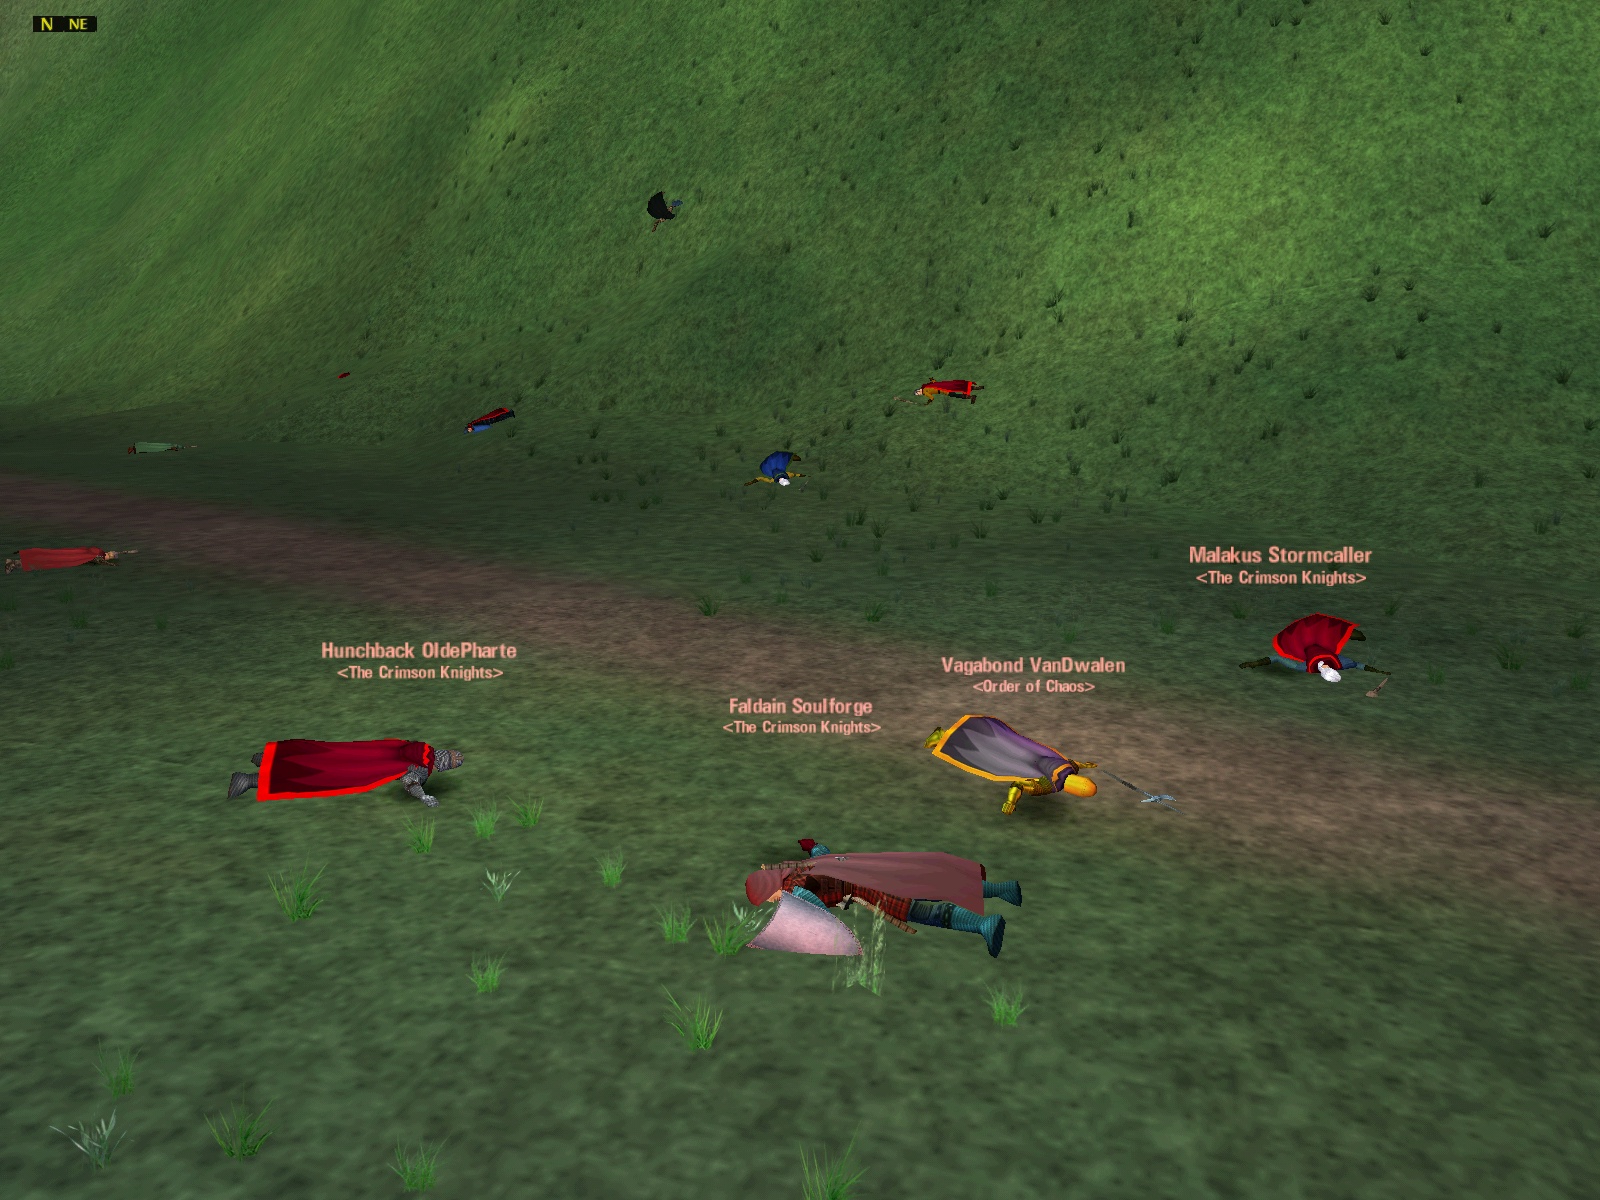 N NE
Malakus Stormcaller
<The Crimson Knights>
Hunchback OldePharte
<The Crimson Knights>
Vagabond VanDwalen
<Order of Chaos>
Faldain Soulforge
<The Crimson Knights>